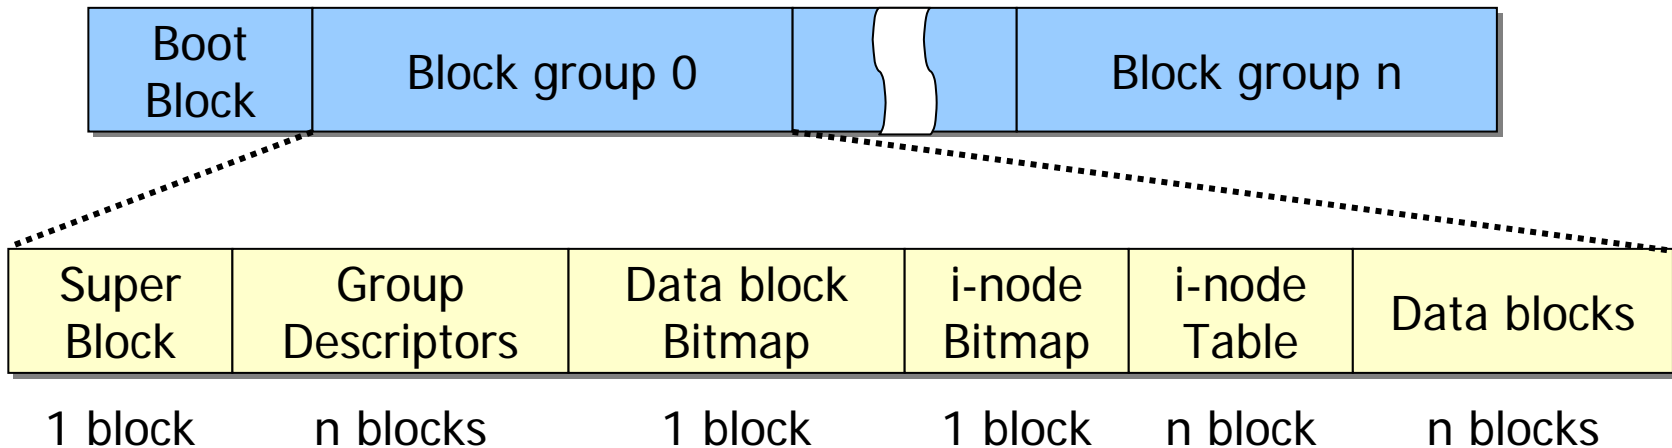 Boot
Block
Block group 0
Block group n
Super
Block
Group
Descriptors
Data block
Bitmap
i-node
Bitmap
i-node
Table
Data blocks
1 block
n blocks
1 block
1 block
n block
n blocks